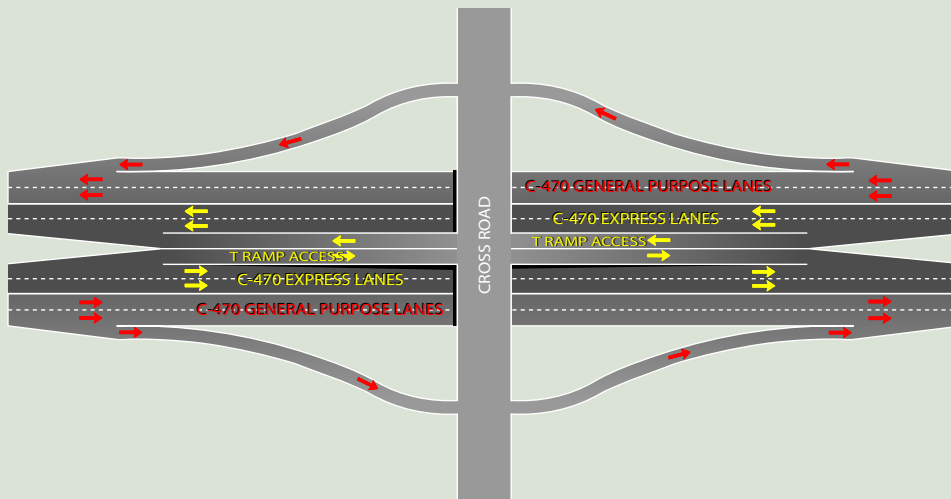 C-470 GENERAL PURPOSE LANES
C-470 EXPRESS LANES
T RAMP ACCESS
CROSS ROAD
T RAMP ACCESS
C-470 EXPRESS LANES
C-470 GENERAL PURPOSE LANES